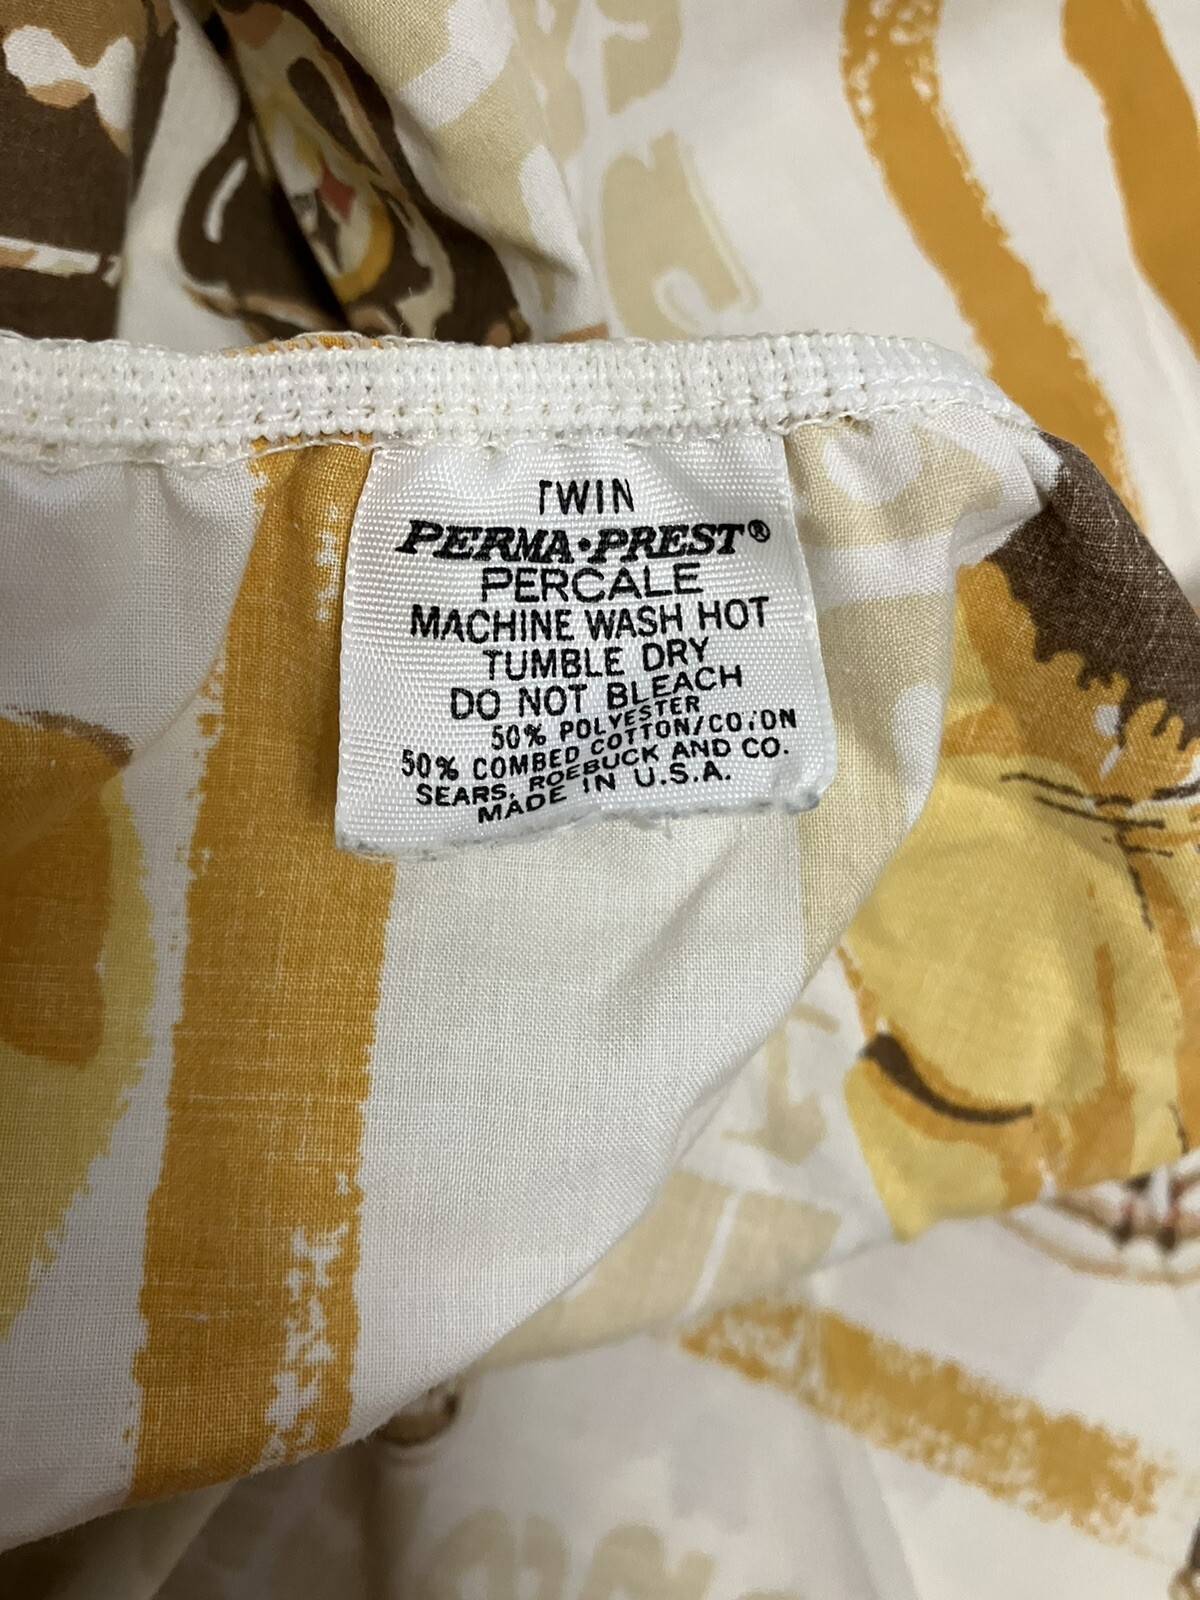 TWIN
PERMA·PREST®
PERCALE
MACHINE WASH HOT
TUMBLE DRY
DO NOT BLEACH
50% POLYESTER
50% COMBED COTTON/COTON
SEARS, ROEBUCK AND CO.
MADE IN U.S.A.